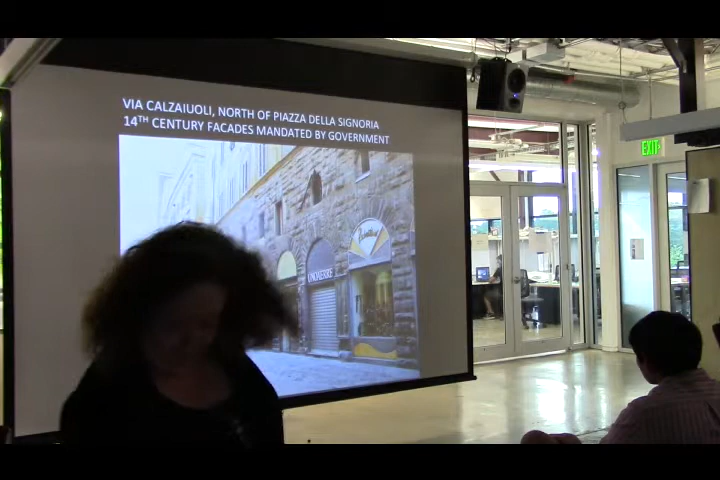 VIA CALZAIUOLI, NORTH OF PIAZZA DELLA SIGNORIA
14TH CENTURY FACADES MANDATED BY GOVERNMENT
EXIT